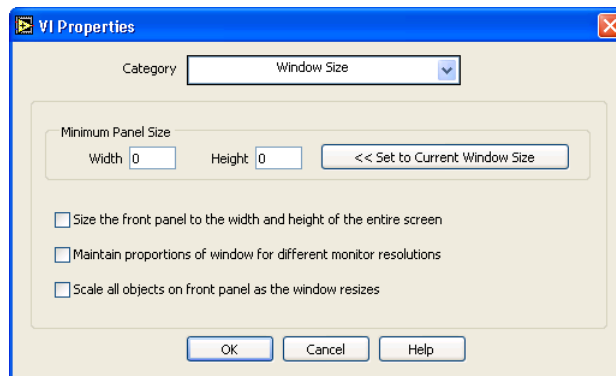 VI Properties
Category Window Size
Minimum Panel Size
Width 0 Height 0 << Set to Current Window Size
Size the front panel to the width and height of the entire screen
Maintain proportions of window for different monitor resolutions
Scale all objects on front panel as the window resizes
OK Cancel Help